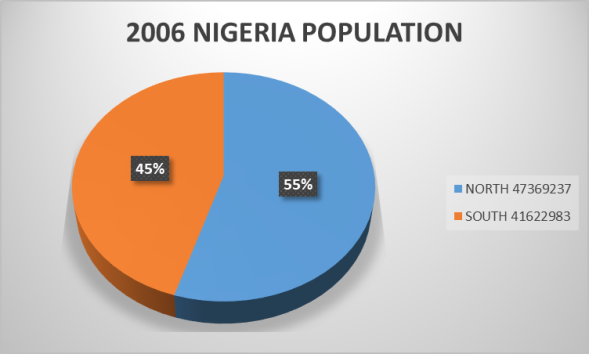 2006 NIGERIA POPULATION
45%
55%
NORTH 47369237
SOUTH 41622983